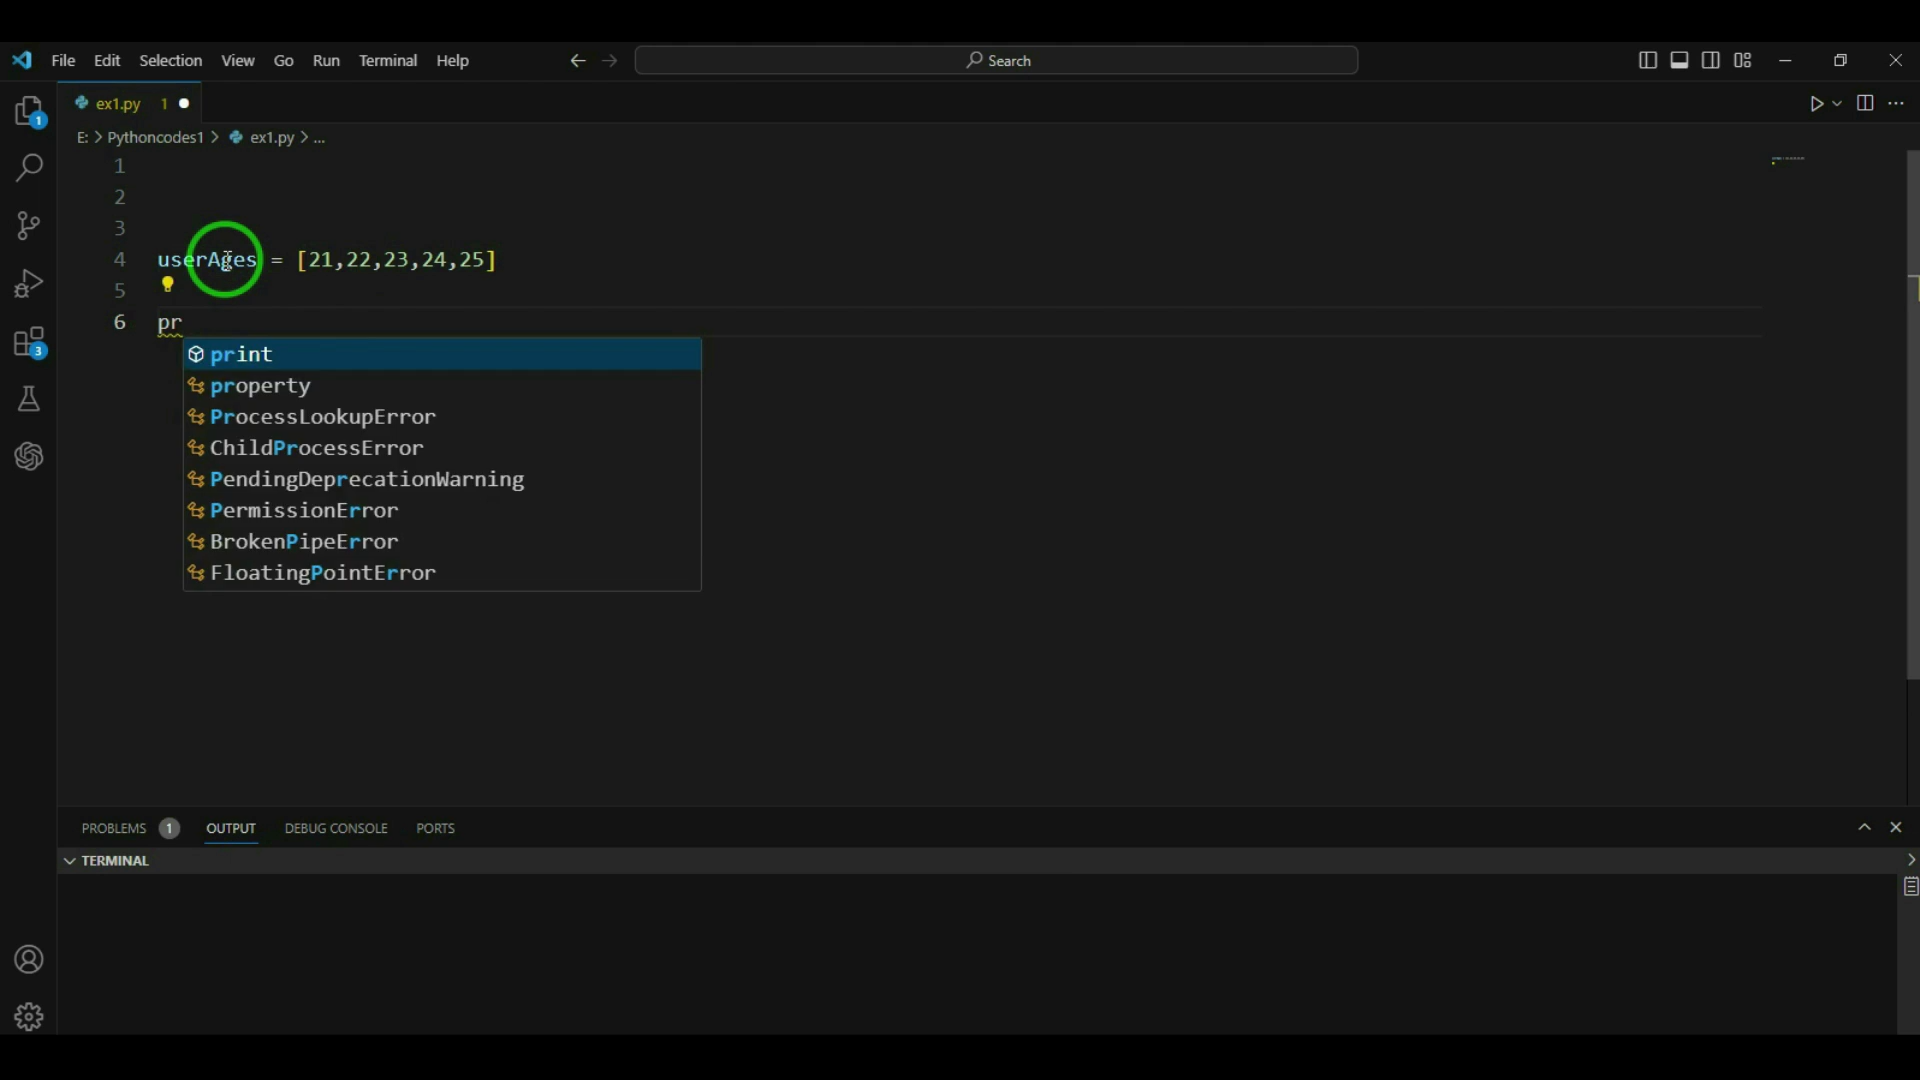 File Edit Selection View Go Run Terminal Help Search
ex1.py 1
E: > Pythoncodes1 > ex1.py > ...
1
1
2
3
4 userAges = [21,22,23,24,25]
5
6 pr
print
property
ProcessLookupError
3
ChildProcessError
PendingDeprecationWarning
PermissionError
BrokenPipeError
FloatingPointError
PROBLEMS 1 OUTPUT DEBUG CONSOLE PORTS
TERMINAL